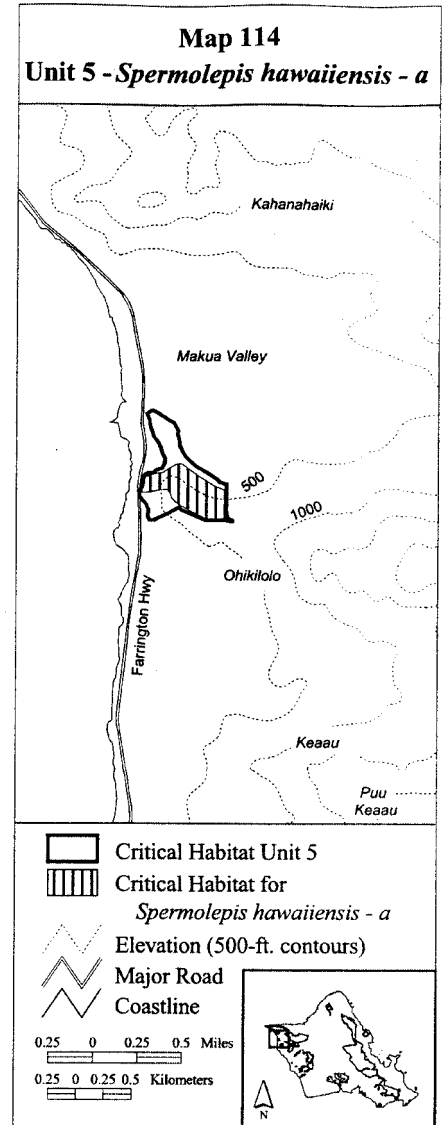 Map 114
Unit 5 - Spermolepis hawaiiensis - a
Kahanahaiki
Makua Valley
500
1000
Ohikilolo
Farrington Hwy
Keaau
Puu
Keaau
Critical Habitat Unit 5
Critical Habitat for
Spermolepis hawaiiensis - a
Elevation (500-ft. contours)
Major Road
Coastline
0.25 0 0.25 0.5 Miles
0.25 0 0.25 0.5 Kilometers
N